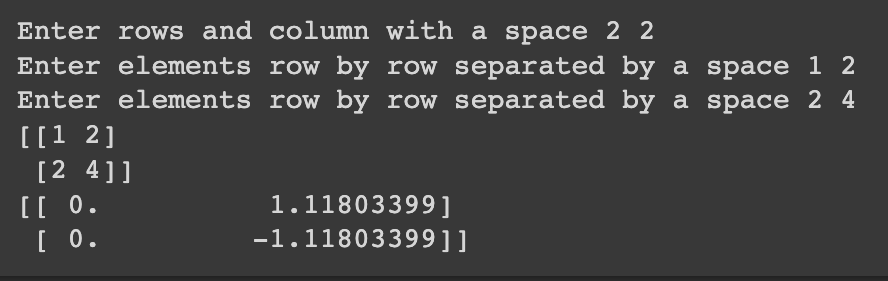 Enter rows and column with a space 2 2
Enter elements row by row separated by a space 1 2
Enter elements row by row separated by a space 2 4
[[1 2]
 [2 4]]
[[ 0.          1.11803399]
 [ 0.         -1.11803399]]